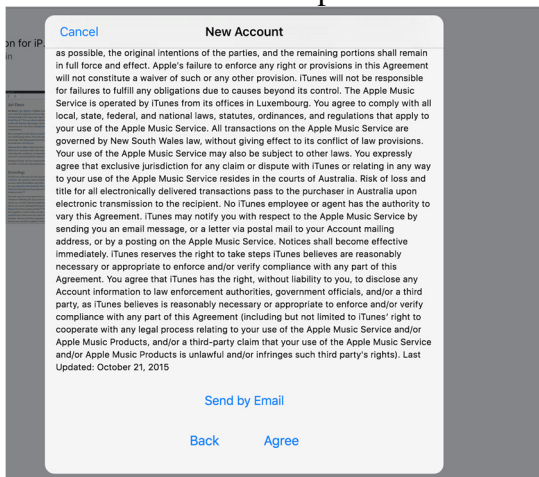 Cancel New Account
on for iP.
in
as possible, the original intentions of the parties, and the remaining portions shall remain
in full force and effect. Apple's failure to enforce any right or provisions in this Agreement
will not constitute a waiver of such or any other provision. iTunes will not be responsible
for failures to fulfill any obligations due to causes beyond its control. The Apple Music
Service is operated by iTunes from its offices in Luxembourg. You agree to comply with all
local, state, federal, and national laws, statutes, ordinances, and regulations that apply to
your use of the Apple Music Service. All transactions on the Apple Music Service are
governed by New South Wales law, without giving effect to its conflict of law provisions.
Your use of the Apple Music Service may also be subject to other laws. You expressly
agree that exclusive jurisdiction for any claim or dispute with iTunes or relating in any way
to your use of the Apple Music Service resides in the courts of Australia. Risk of loss and
title for all electronically delivered transactions pass to the purchaser in Australia upon
electronic transmission to the recipient. No iTunes employee or agent has the authority to
vary this Agreement. iTunes may notify you with respect to the Apple Music Service by
sending you an email message, or a letter via postal mail to your Account mailing
address, or by a posting on the Apple Music Service. Notices shall become effective
immediately. iTunes reserves the right to take steps iTunes believes are reasonably
necessary or appropriate to enforce and/or verify compliance with any part of this
Agreement. You agree that iTunes has the right, without liability to you, to disclose any
Account information to law enforcement authorities, government officials, and/or a third
party, as iTunes believes is reasonably necessary or appropriate to enforce and/or verify
compliance with any part of this Agreement (including but not limited to iTunes' right to
cooperate with any legal process relating to your use of the Apple Music Service and/or
Apple Music Products, and/or a third-party claim that your use of the Apple Music Service
and/or Apple Music Products is unlawful and/or infringes such third party's rights). Last
Updated: October 21, 2015
Send by Email
Back Agree